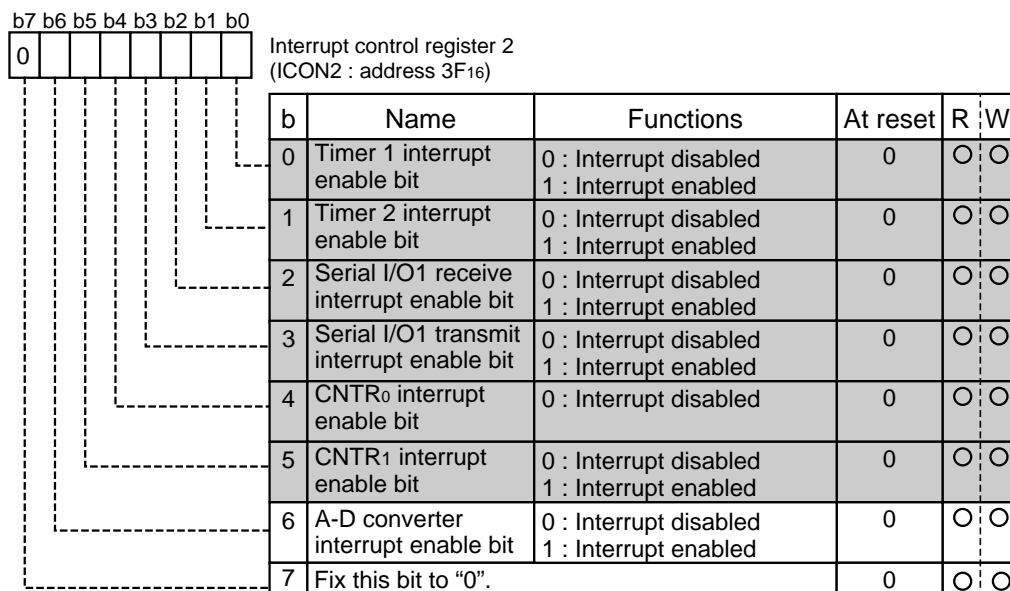 b7 b6 b5 b4 b3 b2 b1 b0
0
Interrupt control register 2
(ICON2 : address 3F16)
b Name Functions At reset R W
0 Timer 1 interrupt enable bit 0 : Interrupt disabled 0 ○ ○
1 : Interrupt enabled
1 Timer 2 interrupt enable bit 0 : Interrupt disabled 0 ○ ○
1 : Interrupt enabled
2 Serial I/O1 receive interrupt enable bit 0 : Interrupt disabled 0 ○ ○
1 : Interrupt enabled
3 Serial I/O1 transmit interrupt enable bit 0 : Interrupt disabled 0 ○ ○
1 : Interrupt enabled
4 CNTR0 interrupt enable bit 0 : Interrupt disabled 0 ○ ○
5 CNTR1 interrupt enable bit 0 : Interrupt disabled 0 ○ ○
1 : Interrupt enabled
6 A-D converter interrupt enable bit 0 : Interrupt disabled 0 ○ ○
1 : Interrupt enabled
7 Fix this bit to “0”. 0 ○ ○